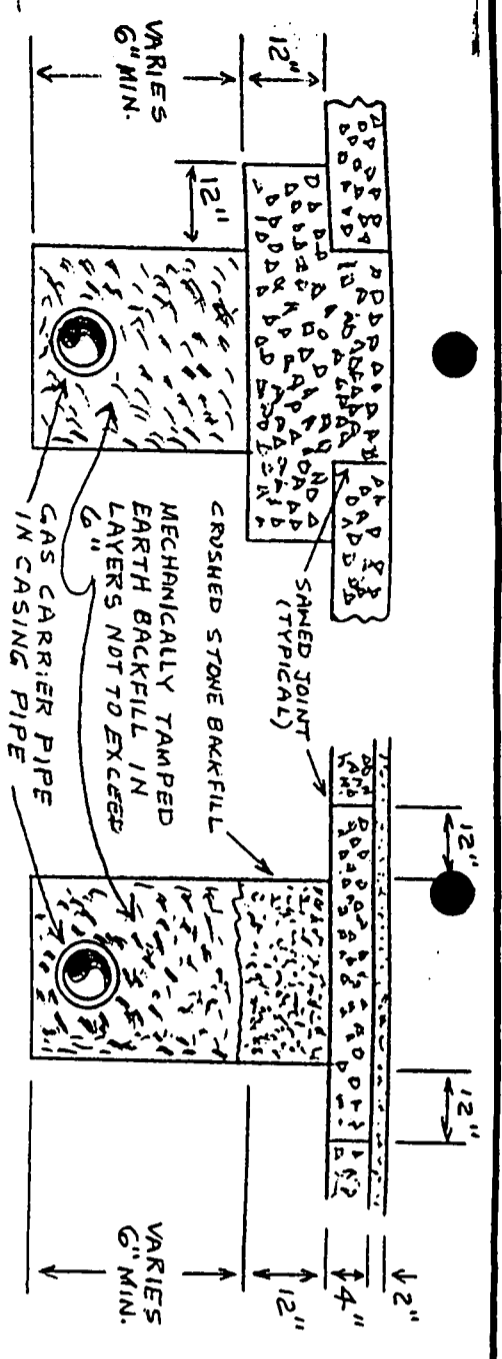 VARIES
6" MIN.
12"
12"
SAWED JOINT
(TYPICAL)
CRUSHED STONE BACKFILL
MECHANICALLY TAMPED
EARTH BACKFILL IN
LAYERS NOT TO EXCEED
6"
GAS CARRIER PIPE
IN CASING PIPE
12"
12"
2"
4"
12"
VARIES
6" MIN.